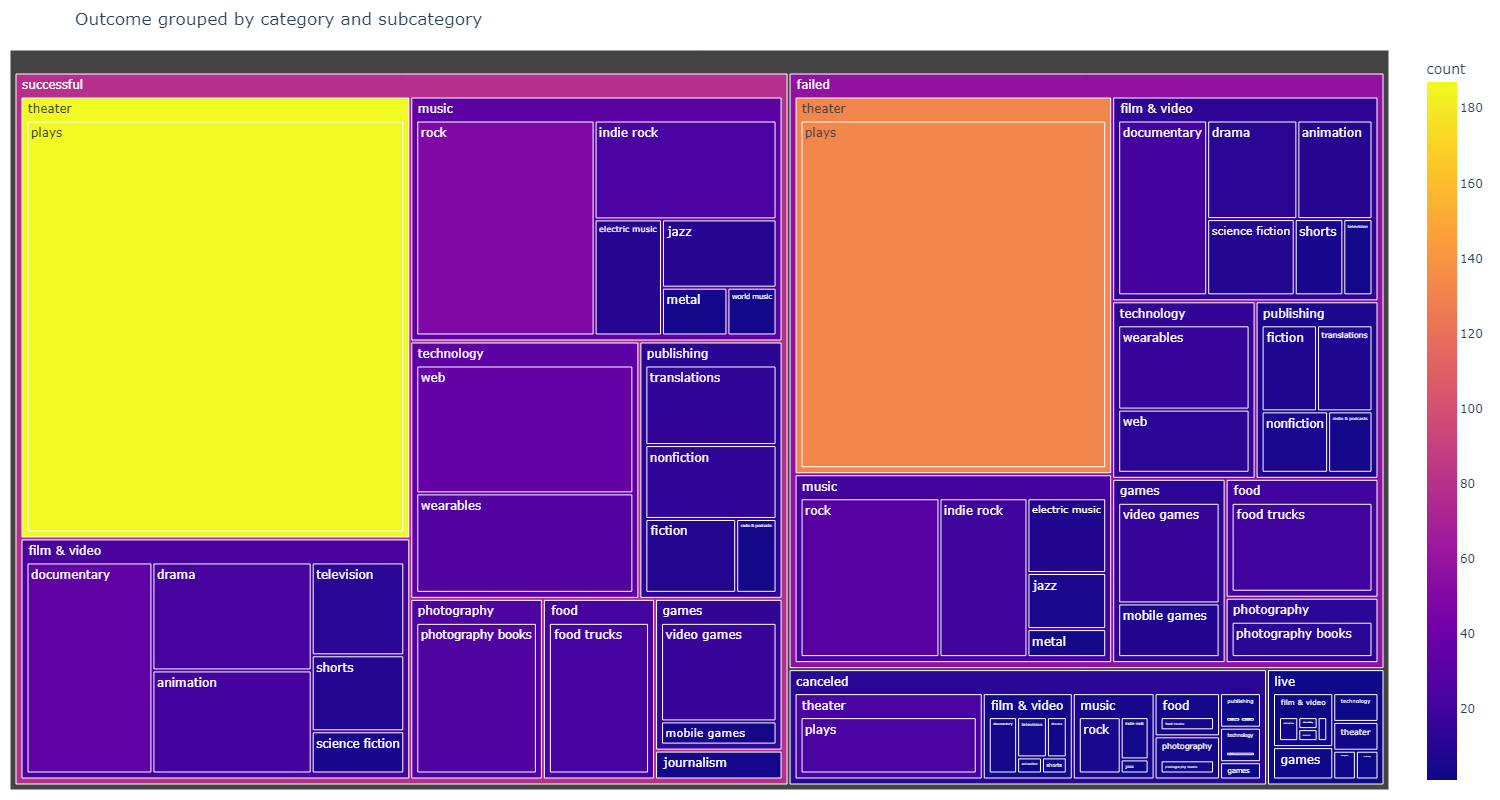 Outcome grouped by category and subcategory
successful
theater
plays
film & video
documentary
drama
animation
television
shorts
science fiction
music
rock
indie rock
electric music
jazz
metal
world music
technology
web
wearables
publishing
translations
nonfiction
fiction
radio & podcasts
photography
photography books
food
food trucks
games
video games
mobile games
journalism
failed
theater
plays
film & video
documentary
drama
animation
science fiction
shorts
television
technology
wearables
web
publishing
fiction
translations
nonfiction
radio & podcasts
music
rock
indie rock
electric music
jazz
metal
games
video games
mobile games
food
food trucks
photography
photography books
canceled
theater
plays
film & video
documentary
television
drama
animation
shorts
music
rock
indie rock
jazz
food
food trucks
photography
photography books
publishing
technology
games
live
film & video
games
technology
theater
count
180
160
140
120
100
80
60
40
20